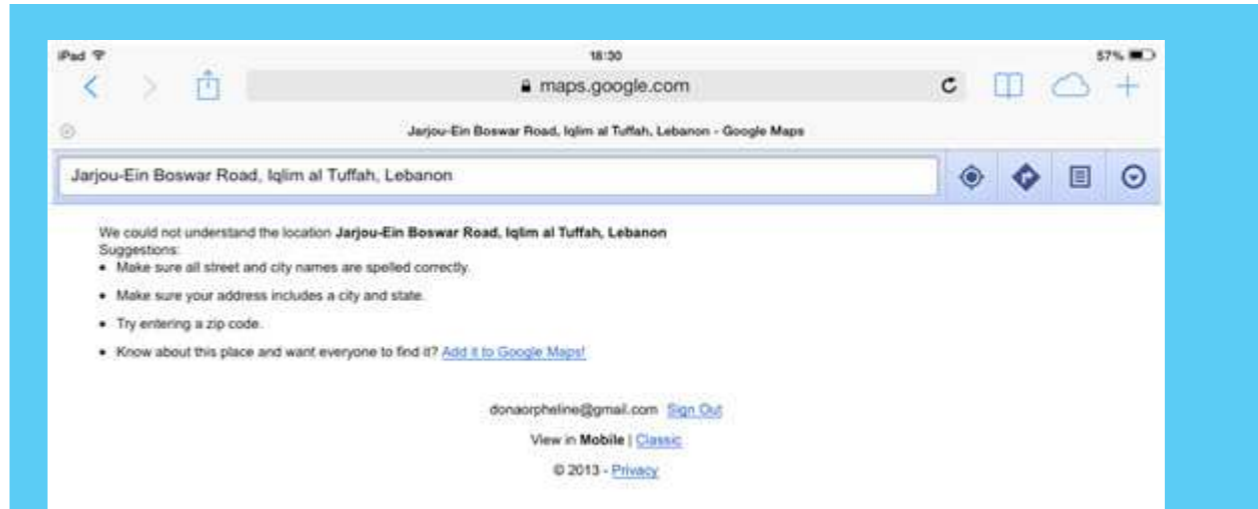 iPad 18:30 57%
maps.google.com
Jarjou-Ein Boswar Road, Iqlim al Tuffah, Lebanon - Google Maps
Jarjou-Ein Boswar Road, Iqlim al Tuffah, Lebanon
We could not understand the location Jarjou-Ein Boswar Road, Iqlim al Tuffah, Lebanon
Suggestions:
• Make sure all street and city names are spelled correctly.
• Make sure your address includes a city and state.
• Try entering a zip code.
• Know about this place and want everyone to find it? Add it to Google Maps!
donaorpheline@gmail.com Sign Out
View in Mobile | Classic
© 2013 - Privacy